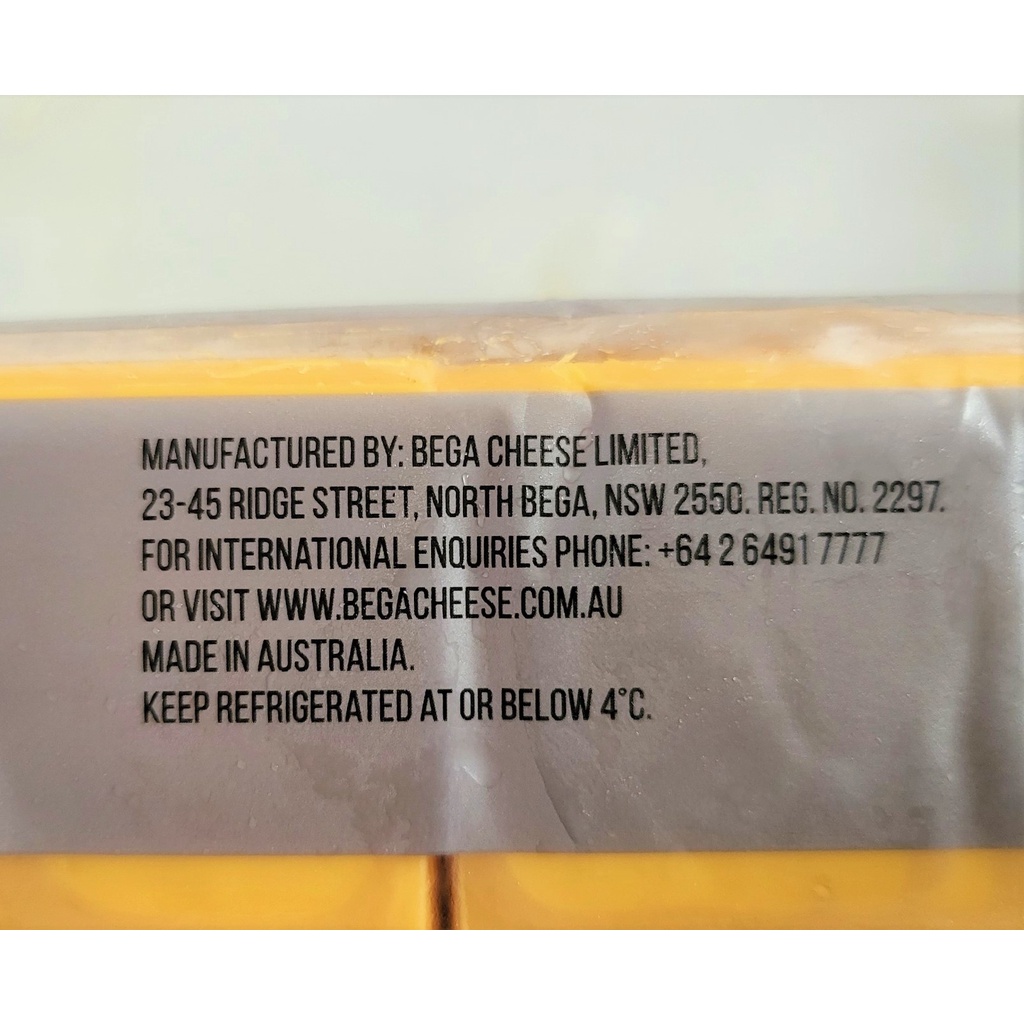 MANUFACTURED BY: BEGA CHEESE LIMITED,
23-45 RIDGE STREET, NORTH BEGA, NSW 2550. REG. NO. 2297.
FOR INTERNATIONAL ENQUIRIES PHONE: +64 2 6491 7777
OR VISIT WWW.BEGACHEESE.COM.AU
MADE IN AUSTRALIA.
KEEP REFRIGERATED AT OR BELOW 4°C.